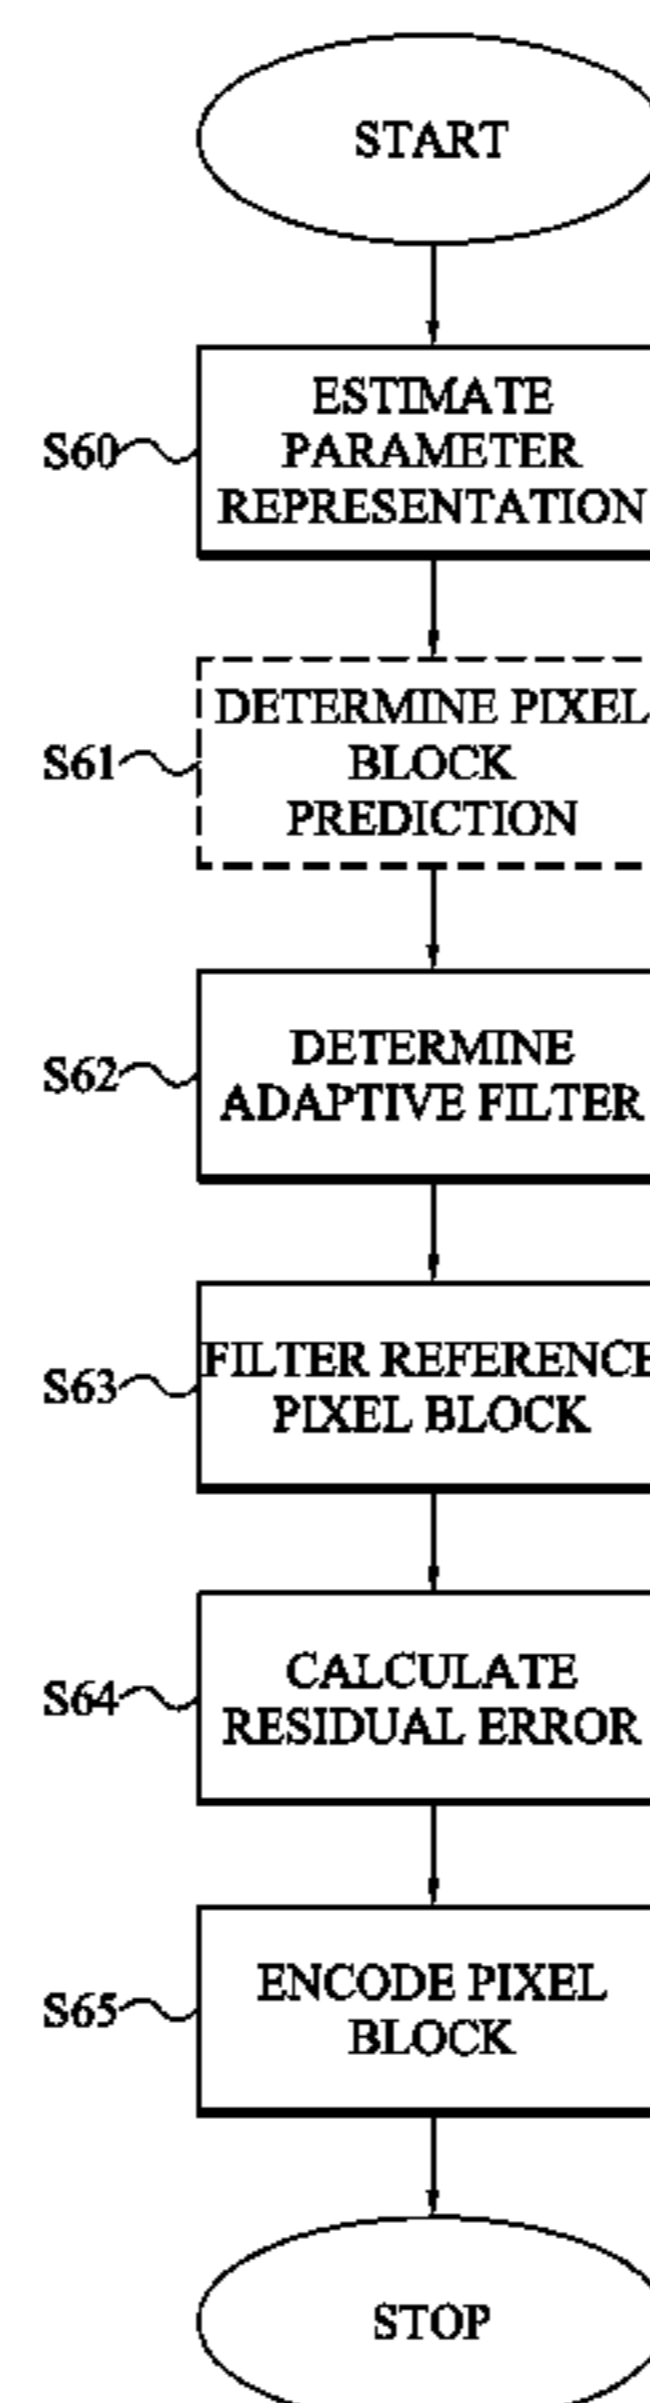 START
ESTIMATE
S60 PARAMETER
REPRESENTATION
DETERMINE PIXEL
S61 BLOCK
PREDICTION
S62
DETERMINE
ADAPTIVE FILTER
S63
FILTER REFERENCE
PIXEL BLOCK
S64
CALCULATE
RESIDUAL ERROR
S65
ENCODE PIXEL
BLOCK
STOP